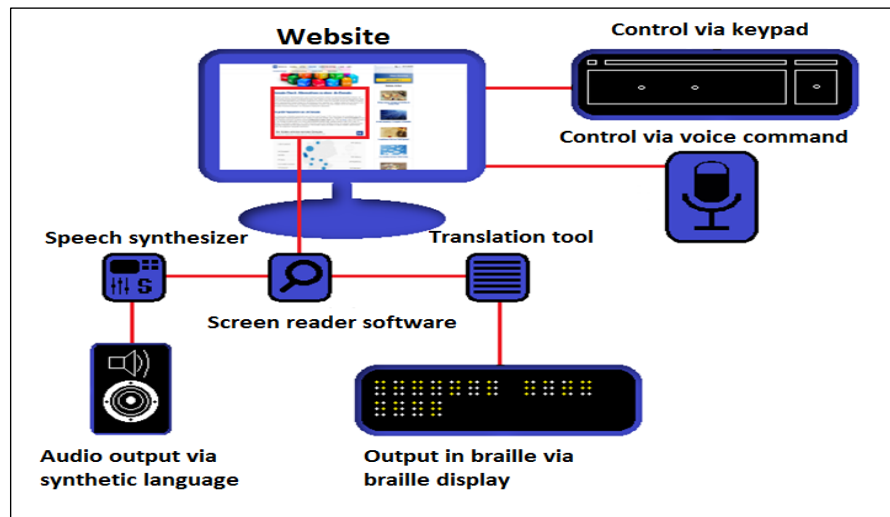 Website
Control via keypad
Control via voice command
Speech synthesizer
Translation tool
Screen reader software
Audio output via
synthetic language
Output in braille via
braille display